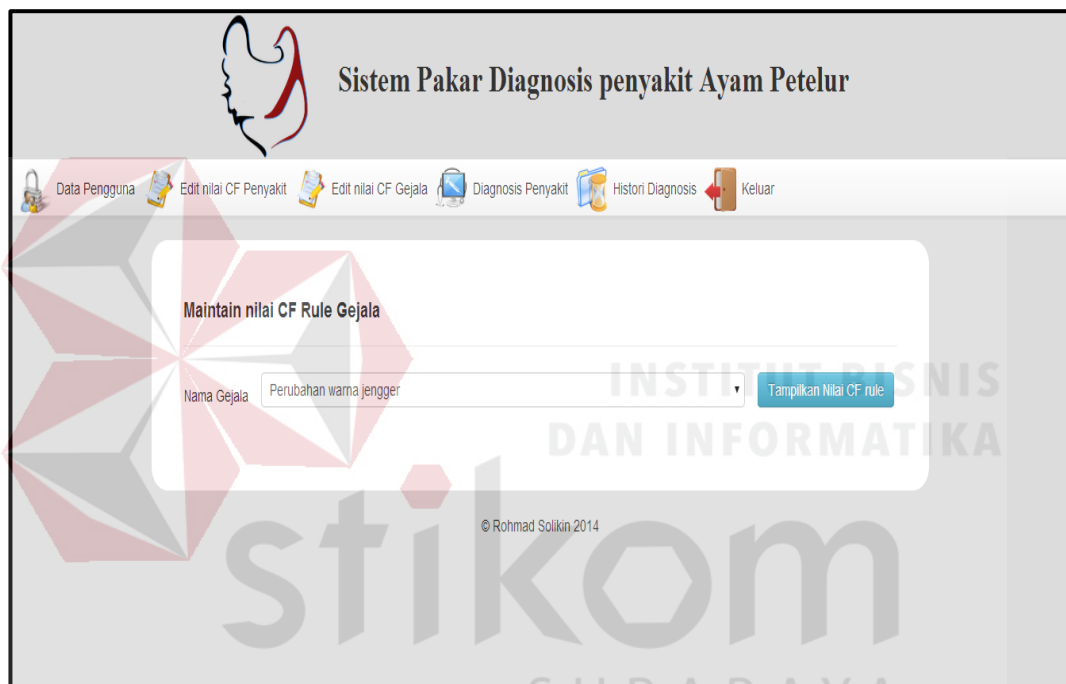 Sistem Pakar Diagnosis penyakit Ayam Petelur
Data Pengguna Edit nilai CF Penyakit Edit nilai CF Gejala Diagnosis Penyakit Histori Diagnosis Keluar
Maintain nilai CF Rule Gejala
Nama Gejala Perubahan warna jengger Tampilkan Nilai CF rule
INSTITUT BISNIS
DAN INFORMATIKA
© Rohmad Solikin 2014
stikom
SURABAYA